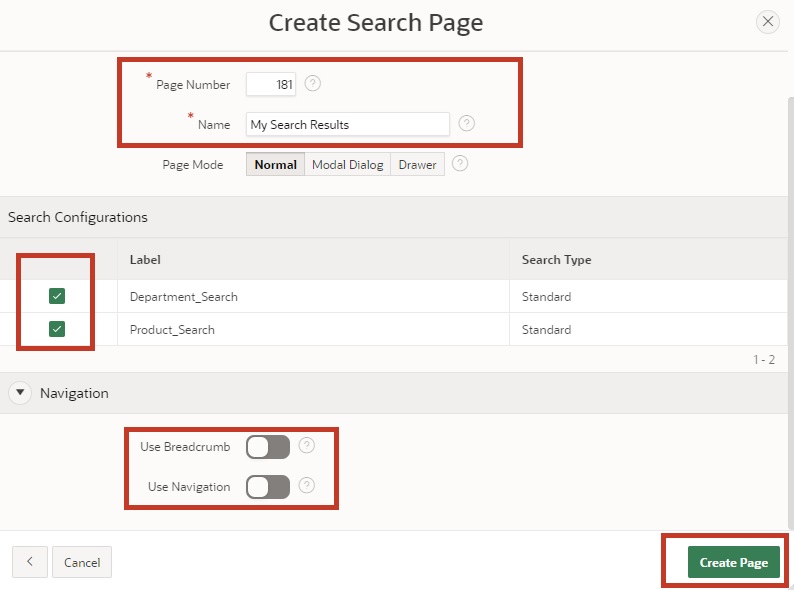 Create Search Page
* Page Number 181 ?
* Name My Search Results ?
Page Mode Normal Modal Dialog Drawer ?
Search Configurations
Label Search Type
Department_Search Standard
Product_Search Standard
1 - 2
Navigation
Use Breadcrumb ?
Use Navigation ?
Cancel Create Page